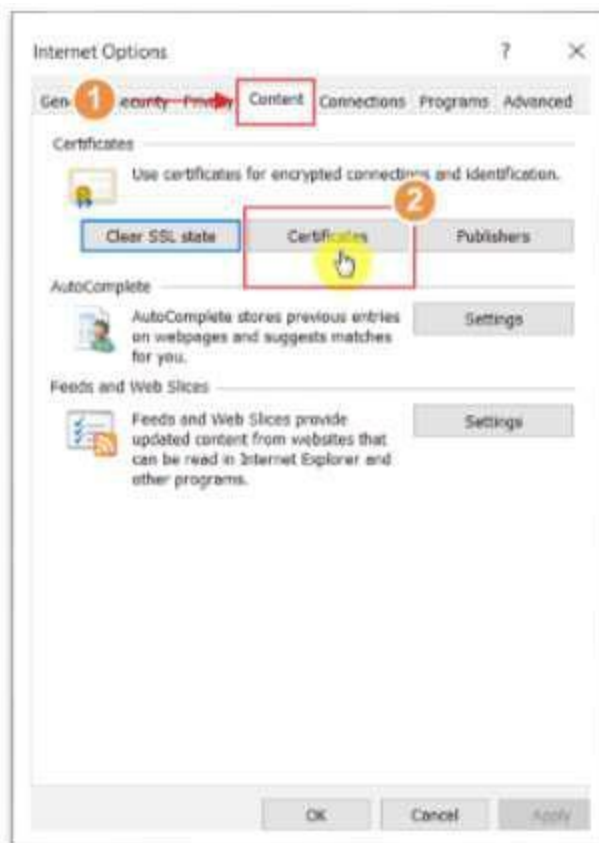 Internet Options
? ×
1
Content Connections Programs Advanced
Certificates
Use certificates for encrypted connections and identification.
2
Clear SSL state Certificates Publishers
AutoComplete
AutoComplete stores previous entries
on webpages and suggests matches
for you.
Settings
Feeds and Web Slices
Feeds and Web Slices provide
updated content from websites that
can be read in Internet Explorer and
other programs.
Settings
OK Cancel Apply